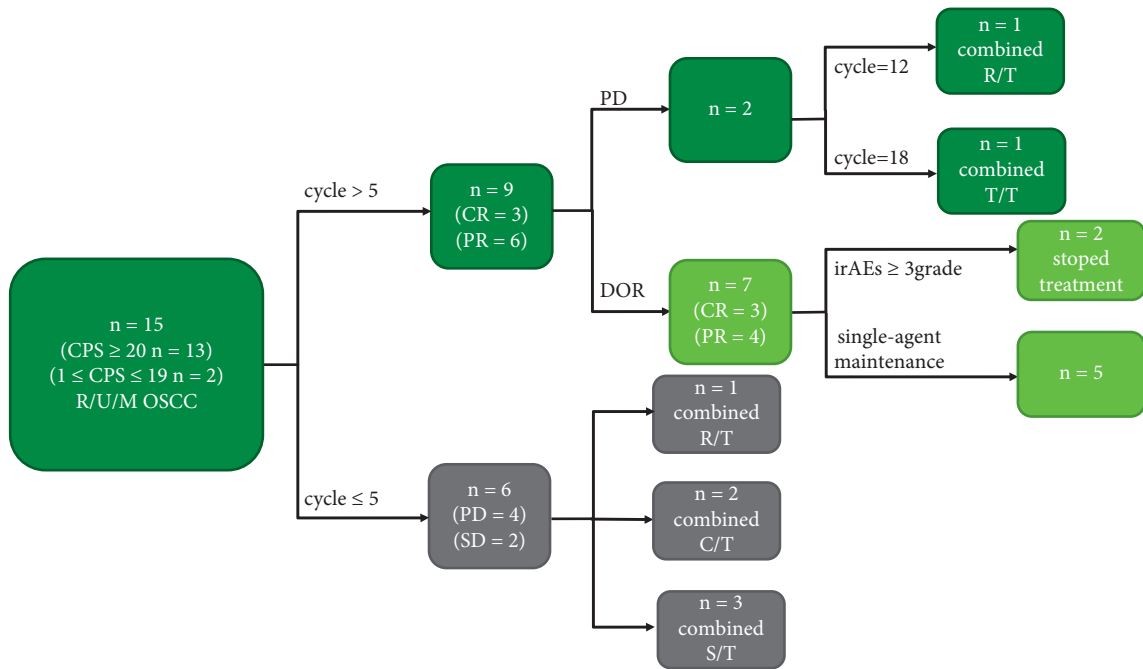 n = 15
(CPS ≥ 20 n = 13)
(1 ≤ CPS ≤ 19 n = 2)
R/U/M OSCC
cycle > 5
n = 9
(CR = 3)
(PR = 6)
PD
n = 2
cycle=12
n = 1
combined
R/T
cycle=18
n = 1
combined
T/T
DOR
n = 7
(CR = 3)
(PR = 4)
irAEs ≥ 3grade
n = 2
stoped
treatment
single-agent
maintenance
n = 5
cycle ≤ 5
n = 6
(PD = 4)
(SD = 2)
n = 1
combined
R/T
n = 2
combined
C/T
n = 3
combined
S/T